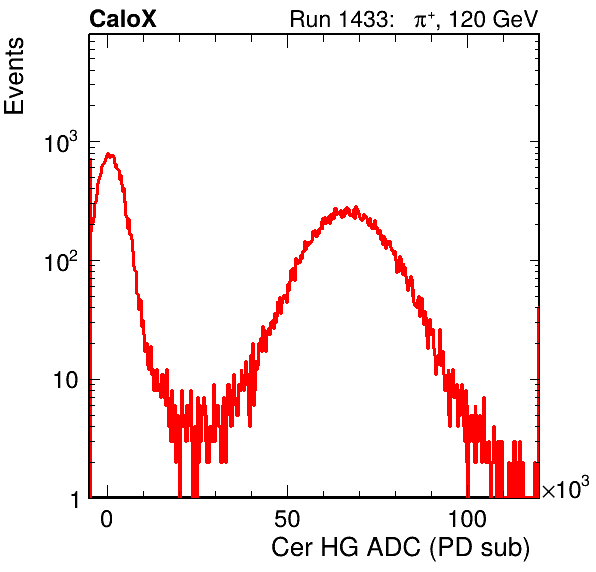 CaloX Run 1433: π⁺, 120 GeV
Events
10³
10²
10
1
0 50 100 ×10³
Cer HG ADC (PD sub)